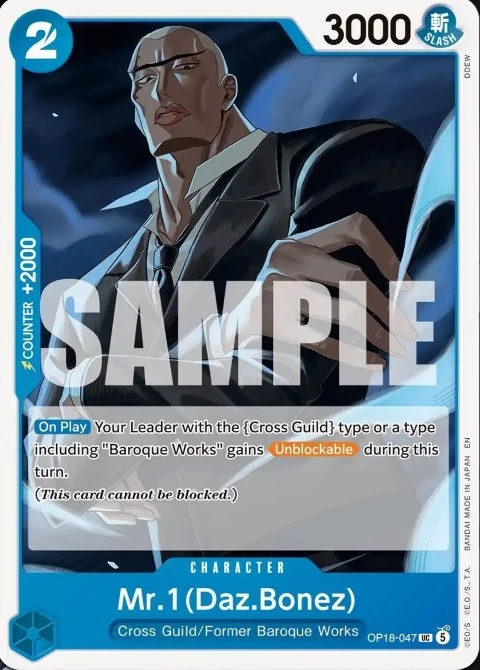 2
3000
斬
SLASH
DDEW
COUNTER +2000
SAMPLE
On Play Your Leader with the {Cross Guild} type or a type
including "Baroque Works" gains Unblockable during this
turn.
(This card cannot be blocked.)
CHARACTER
Mr.1(Daz.Bonez)
Cross Guild/Former Baroque Works
OP18-047 UC 5
©E.O/S ©E.O./S.,T.A. BANDAI MADE IN JAPAN EN